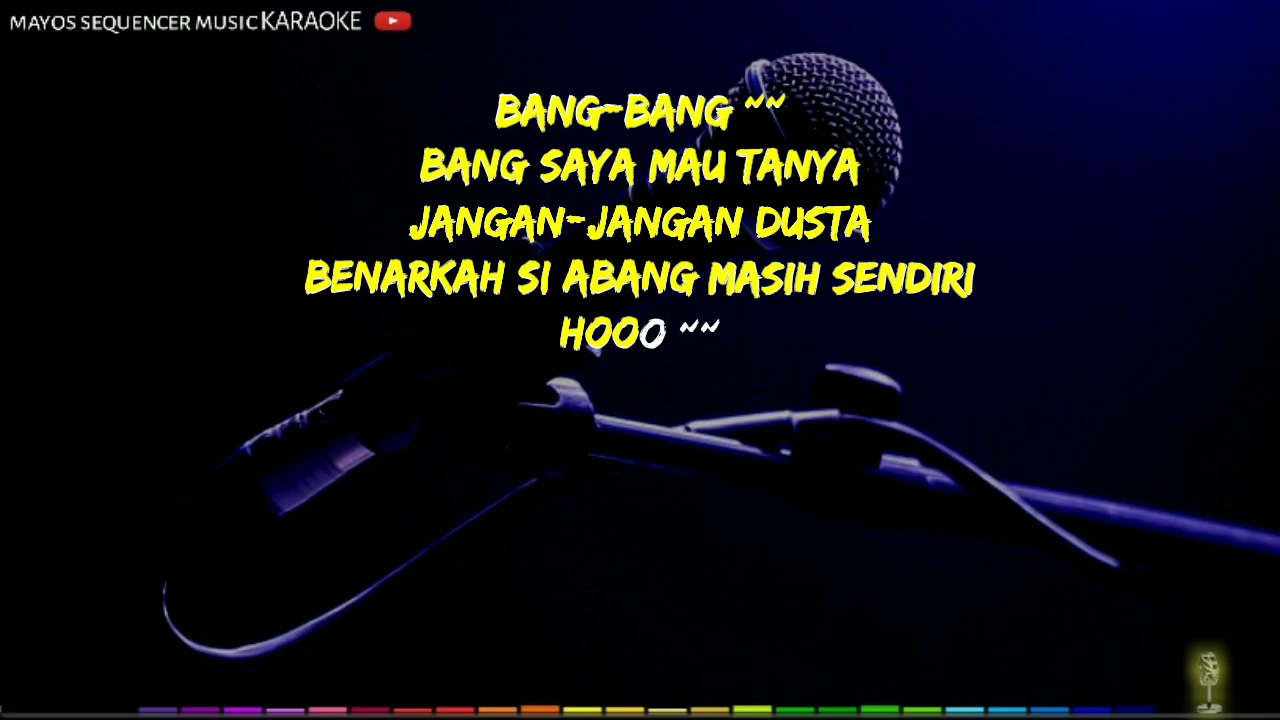 MAYOS SEQUENCER MUSIC KARAOKE
BANG-BANG ~~
BANG SAYA MAU TANYA
JANGAN-JANGAN DUSTA
BENARKAH SI ABANG MASIH SENDIRI
HOOO ~~